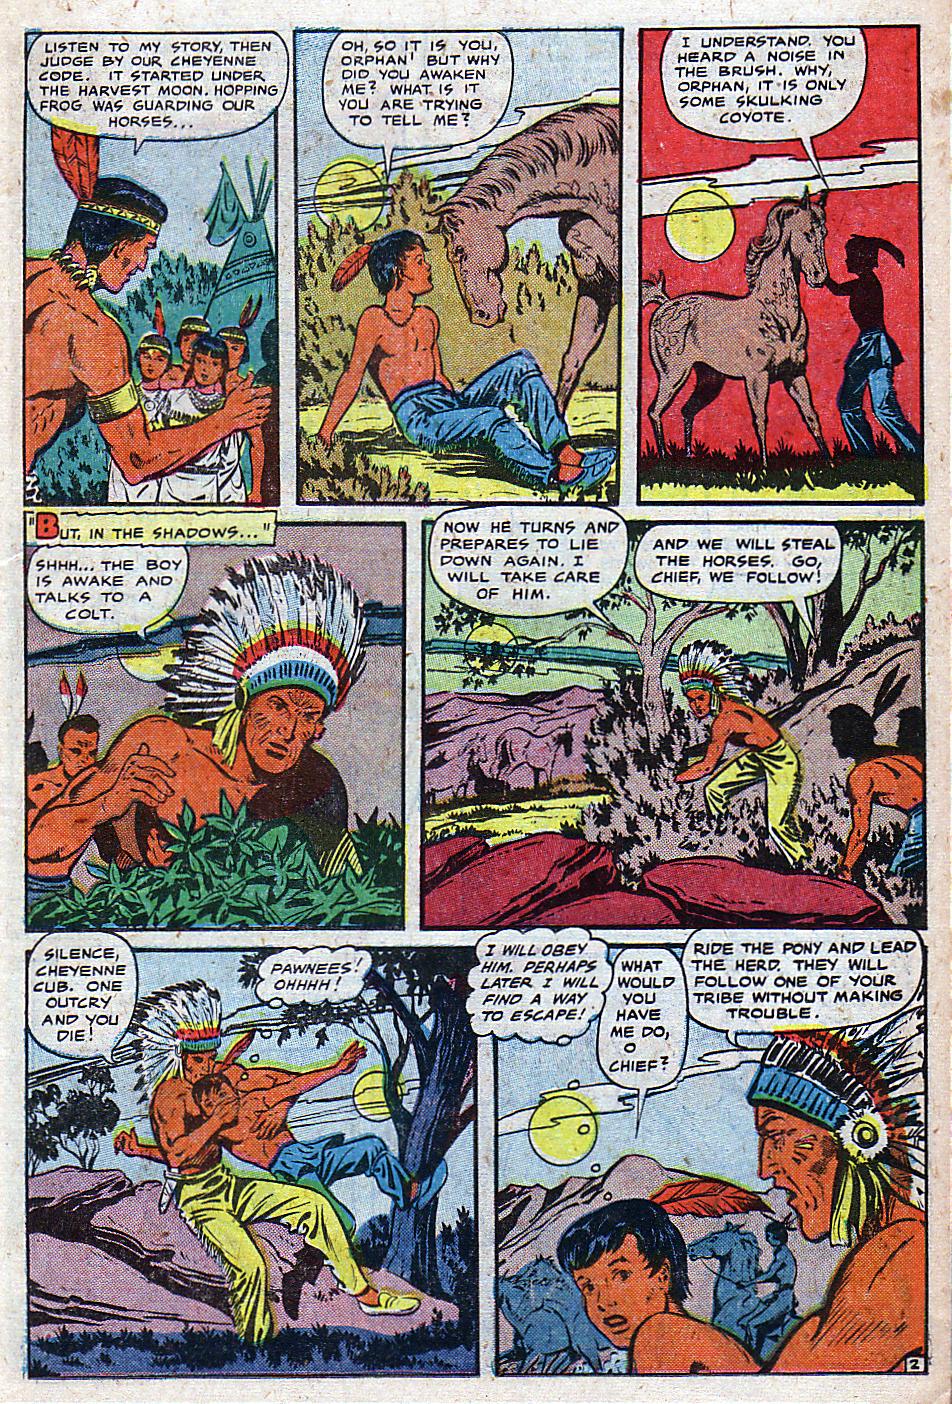 LISTEN TO MY STORY, THEN
JUDGE BY OUR CHEYENNE
CODE. IT STARTED UNDER
THE HARVEST MOON. HOPPING
FROG WAS GUARDING OUR
HORSES...
OH, SO IT IS YOU,
ORPHAN! BUT WHY
DID YOU AWAKEN
ME? WHAT IS IT
YOU ARE TRYING
TO TELL ME?
I UNDERSTAND. YOU
HEARD A NOISE IN
THE BRUSH. WHY,
ORPHAN, IT IS ONLY
SOME SKULKING
COYOTE.
"BUT, IN THE SHADOWS..."
SHHH... THE BOY
IS AWAKE AND
TALKS TO A
COLT.
NOW HE TURNS AND
PREPARES TO LIE
DOWN AGAIN. I
WILL TAKE CARE
OF HIM.
AND WE WILL STEAL
THE HORSES. GO,
CHIEF, WE FOLLOW!
SILENCE,
CHEYENNE
CUB. ONE
OUTCRY
AND YOU
DIE!
PAWNEES!
OHHHH!
I WILL OBEY
HIM. PERHAPS
LATER I WILL
FIND A WAY
TO ESCAPE!
WHAT
WOULD
YOU
HAVE
ME DO,
O
CHIEF?
RIDE THE PONY AND LEAD
THE HERD. THEY WILL
FOLLOW ONE OF YOUR
TRIBE WITHOUT MAKING
TROUBLE.
2